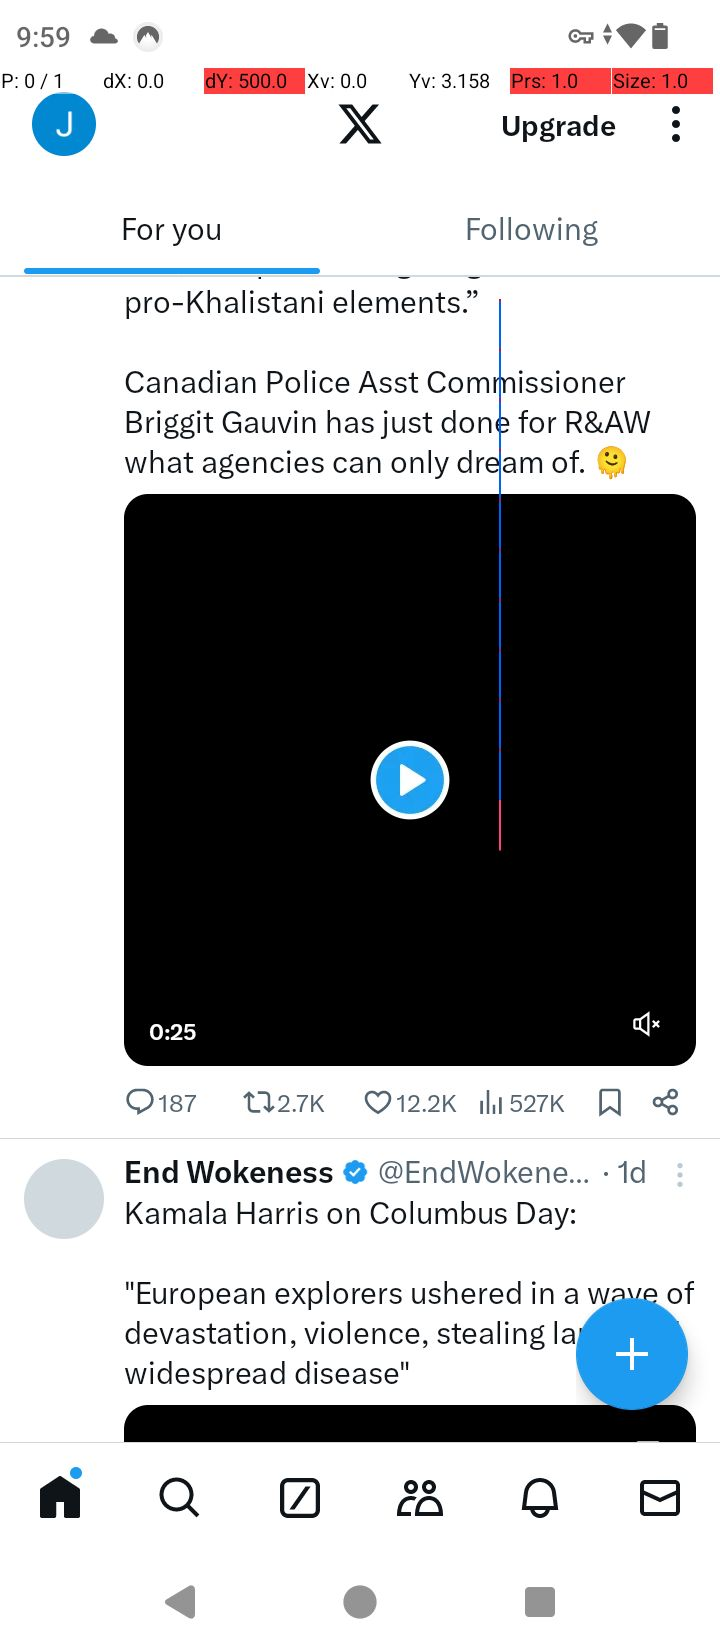 9:59
P: 0 / 1 dX: 0.0 dY: 500.0 Xv: 0.0 Yv: 3.158 Prs: 1.0 Size: 1.0
J Upgrade
For you Following
pro-Khalistani elements.”
Canadian Police Asst Commissioner
Briggit Gauvin has just done for R&AW
what agencies can only dream of. 🫠
0:25
187 2.7K 12.2K 527K
End Wokeness @EndWokene... · 1d
Kamala Harris on Columbus Day:
"European explorers ushered in a wave of
devastation, violence, stealing
widespread disease"